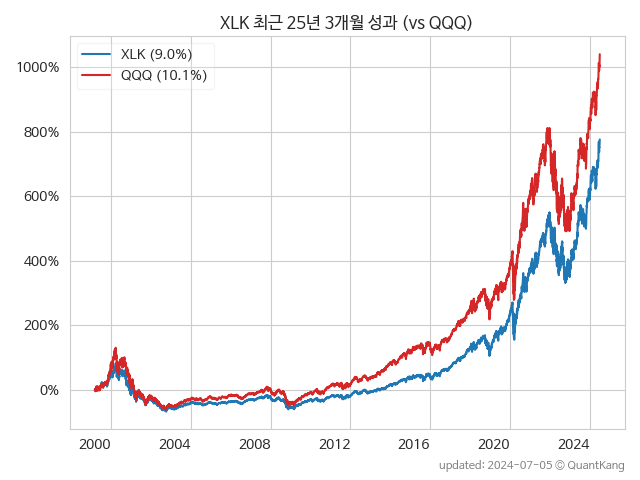 XLK 최근 25년 3개월 성과 (vs QQQ)
XLK (9.0%)
QQQ (10.1%)
1000%
800%
600%
400%
200%
0%
2000 2004 2008 2012 2016 2020 2024
updated: 2024-07-05 © QuantKang